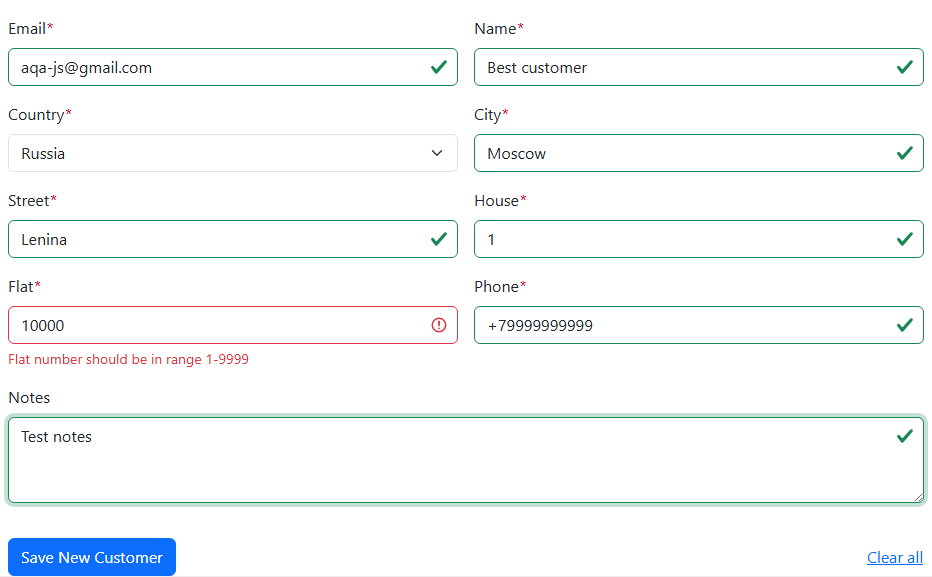 Email* Name*
aqa-js@gmail.com Best customer
Country* City*
Russia Moscow
Street* House*
Lenina 1
Flat* Phone*
10000 +79999999999
Flat number should be in range 1-9999
Notes
Test notes
Save New Customer Clear all